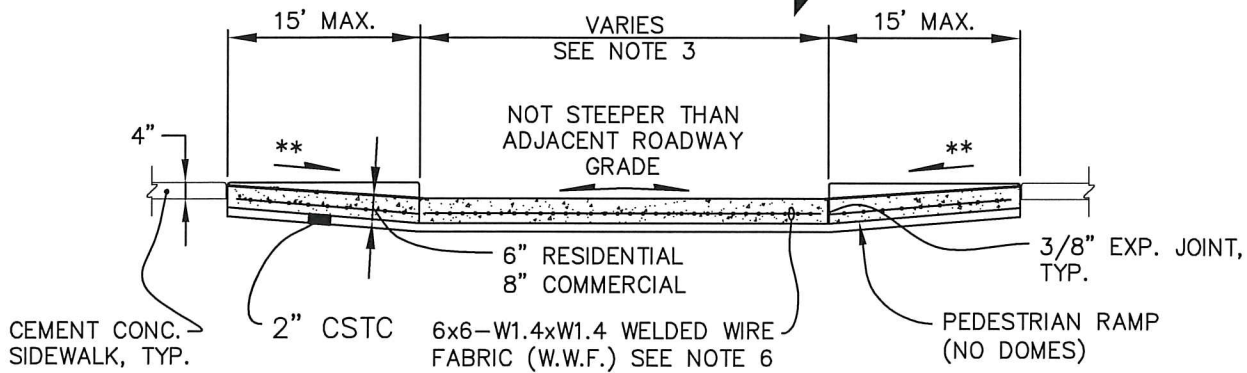 15' MAX.
VARIES
SEE NOTE 3
15' MAX.
NOT STEEPER THAN
ADJACENT ROADWAY
GRADE
4"
**
**
6" RESIDENTIAL
8" COMMERCIAL
3/8" EXP. JOINT,
TYP.
CEMENT CONC.
SIDEWALK, TYP.
2" CSTC
6x6-W1.4xW1.4 WELDED WIRE
FABRIC (W.W.F.) SEE NOTE 6
PEDESTRIAN RAMP
(NO DOMES)